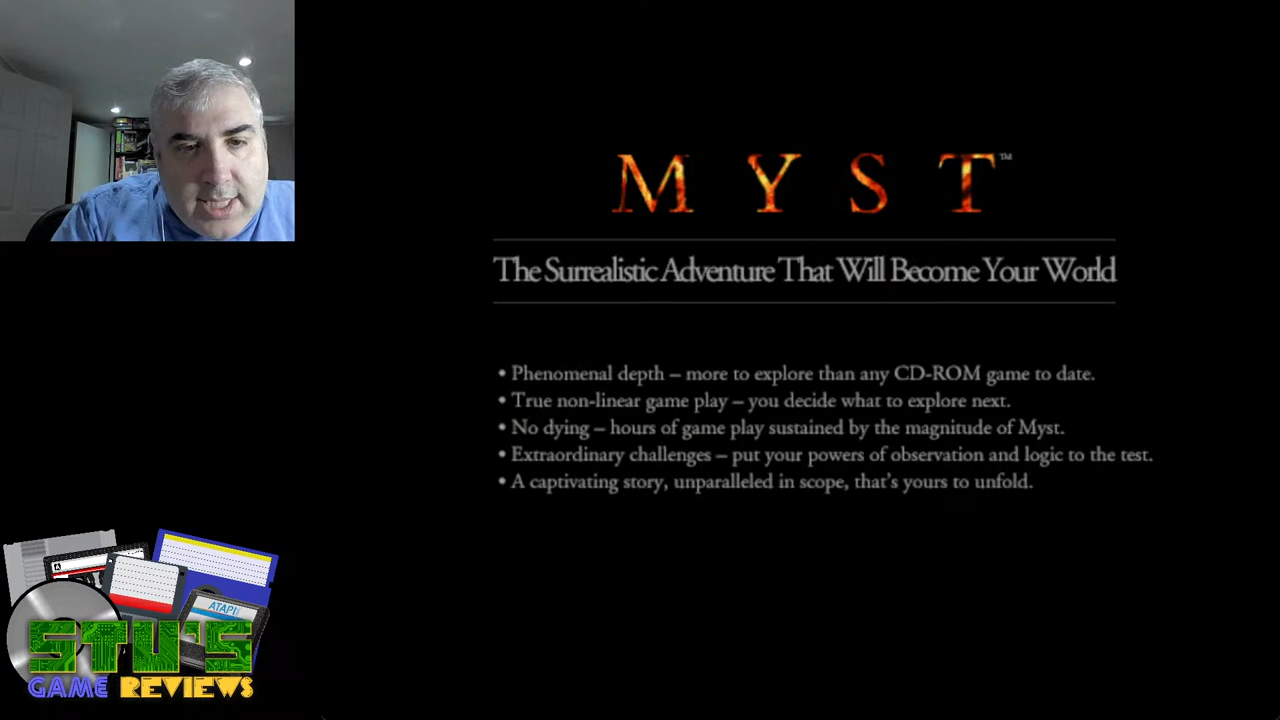 MYST™
The Surrealistic Adventure That Will Become Your World
• Phenomenal depth – more to explore than any CD-ROM game to date.
• True non-linear game play – you decide what to explore next.
• No dying – hours of game play sustained by the magnitude of Myst.
• Extraordinary challenges – put your powers of observation and logic to the test.
• A captivating story, unparalleled in scope, that's yours to unfold.
A
ATAPI
STU'S
GAME REVIEWS